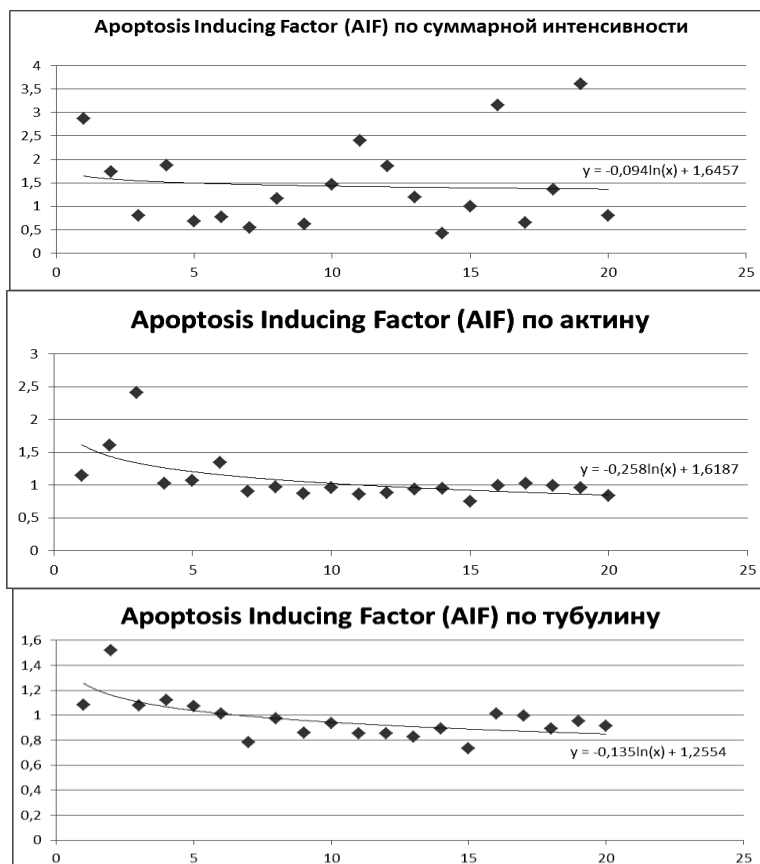 Apoptosis Inducing Factor (AIF) по суммарной интенсивности
4
3,5
3
2,5
2
1,5
1
0,5
0
y = -0,094ln(x) + 1,6457
0 5 10 15 20 25
Apoptosis Inducing Factor (AIF) по актину
3
2,5
2
1,5
1
0,5
0
y = -0,258ln(x) + 1,6187
0 5 10 15 20 25
Apoptosis Inducing Factor (AIF) по тубулину
1,6
1,4
1,2
1
0,8
0,6
0,4
0,2
0
y = -0,135ln(x) + 1,2554
0 5 10 15 20 25